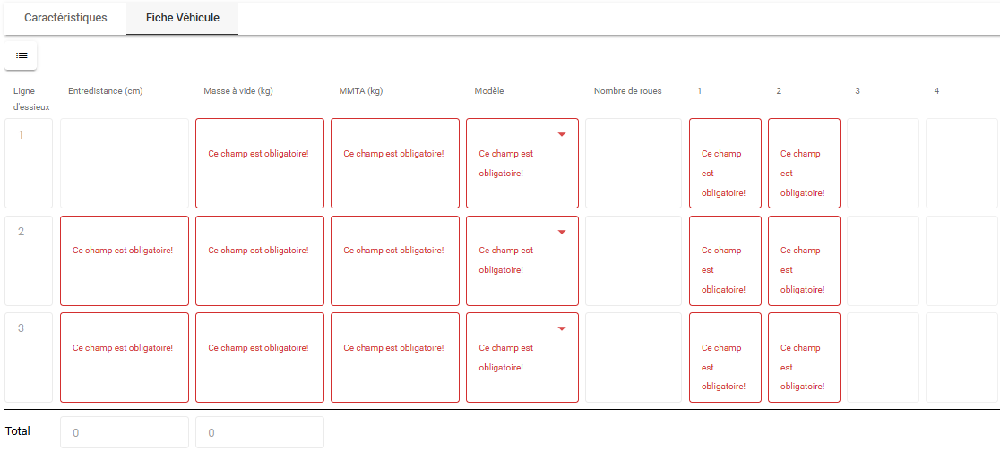 Caractéristiques Fiche Véhicule
Ligne d'essieux Entredistance (cm) Masse à vide (kg) MMTA (kg) Modèle Nombre de roues 1 2 3 4
1
Ce champ est obligatoire!
Ce champ est obligatoire!
Ce champ est
obligatoire!
Ce champ
est
obligatoire!
Ce champ
est
obligatoire!
2
Ce champ est obligatoire!
Ce champ est obligatoire!
Ce champ est obligatoire!
Ce champ est
obligatoire!
Ce champ
est
obligatoire!
Ce champ
est
obligatoire!
3
Ce champ est obligatoire!
Ce champ est obligatoire!
Ce champ est obligatoire!
Ce champ est
obligatoire!
Ce champ
est
obligatoire!
Ce champ
est
obligatoire!
Total 0 0